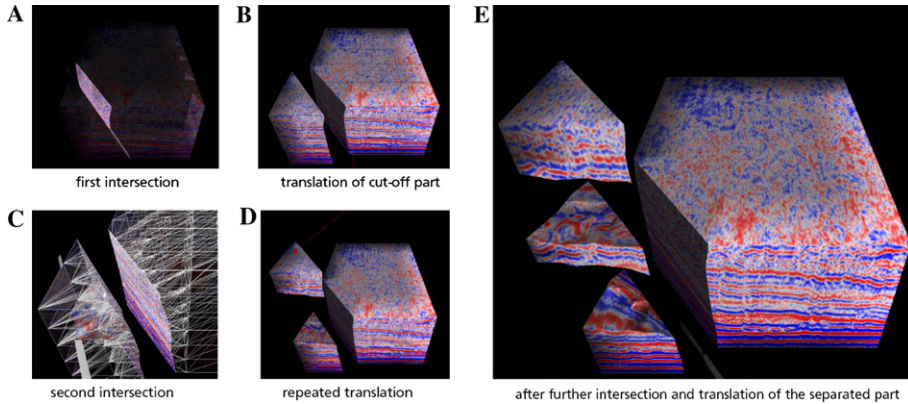 A
B
first intersection
translation of cut-off part
C
D
second intersection
repeated translation
E
after further intersection and translation of the separated part